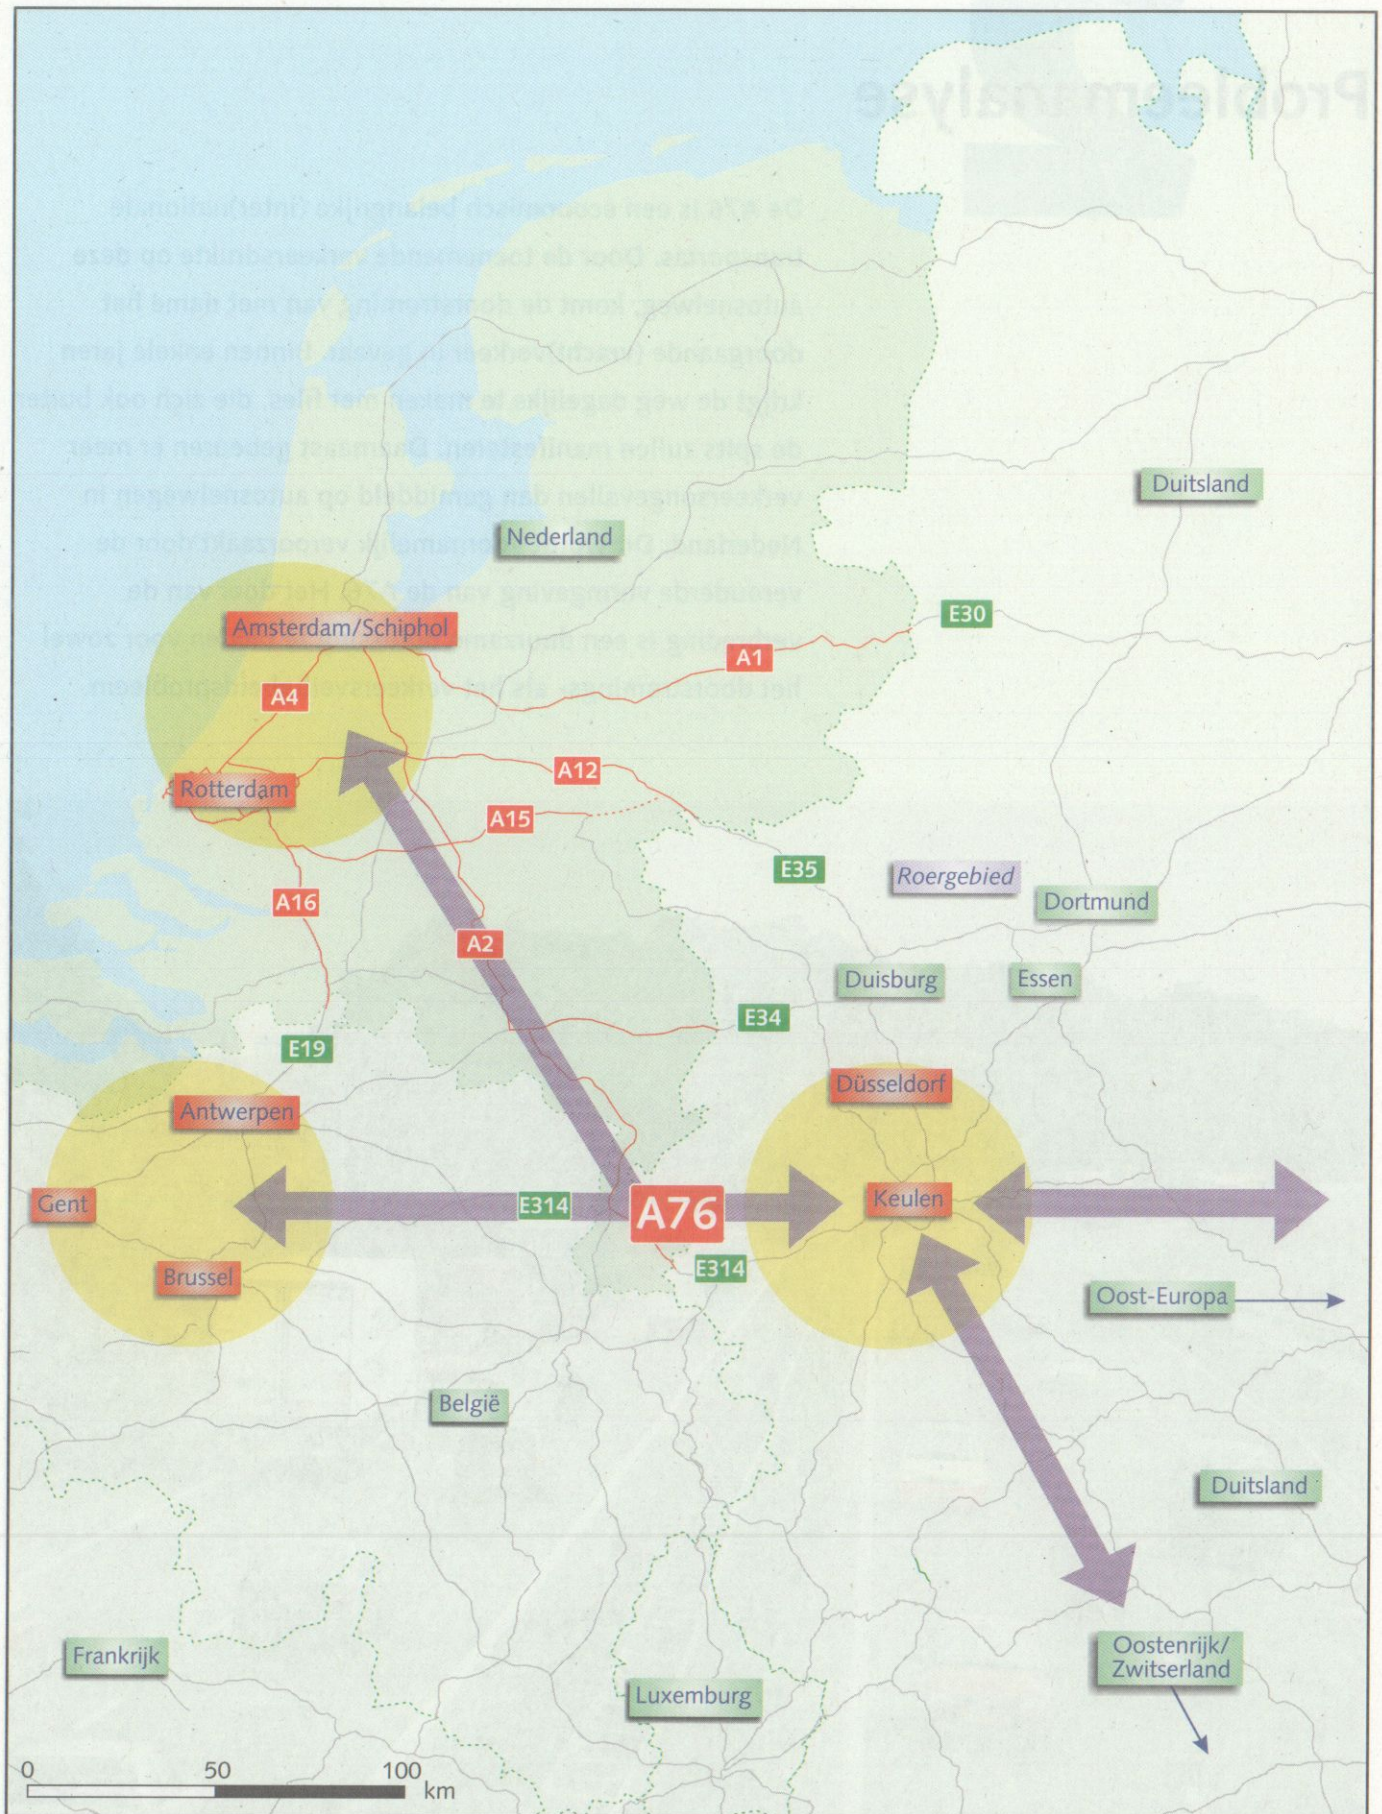 Probleemanalyse
Duitsland
Nederland
Amsterdam/Schiphol
E30
A1
A4
A12
Rotterdam
A15
E35
Roergebied
Dortmund
A16
A2
Duisburg
Essen
E34
E19
Düsseldorf
Antwerpen
Gent
E314
A76
Keulen
E314
Brussel
Oost-Europa
België
Duitsland
Frankrijk
Oostenrijk/
Zwitserland
Luxemburg
0 50 100
km